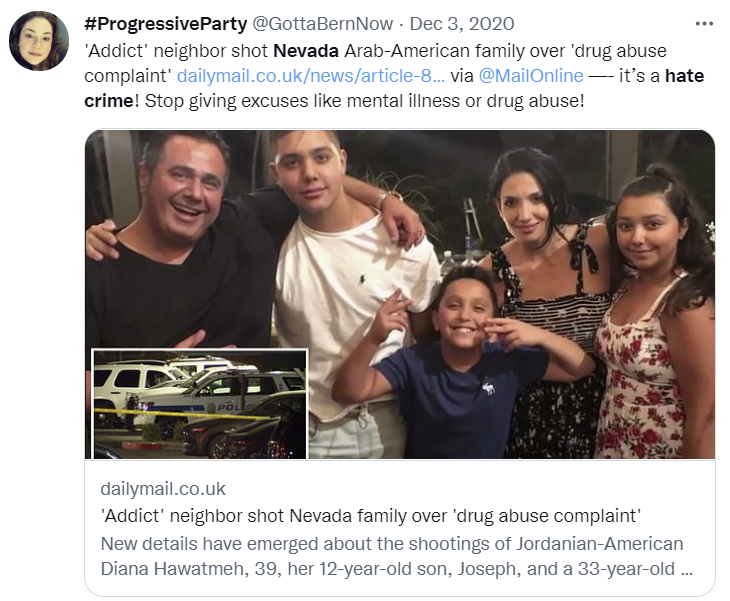 #ProgressiveParty @GottaBernNow · Dec 3, 2020
'Addict' neighbor shot Nevada Arab-American family over 'drug abuse
complaint' dailymail.co.uk/news/article-8... via @MailOnline —- it's a hate
crime! Stop giving excuses like mental illness or drug abuse!
POLI
dailymail.co.uk
'Addict' neighbor shot Nevada family over 'drug abuse complaint'
New details have emerged about the shootings of Jordanian-American
Diana Hawatmeh, 39, her 12-year-old son, Joseph, and a 33-year-old ...